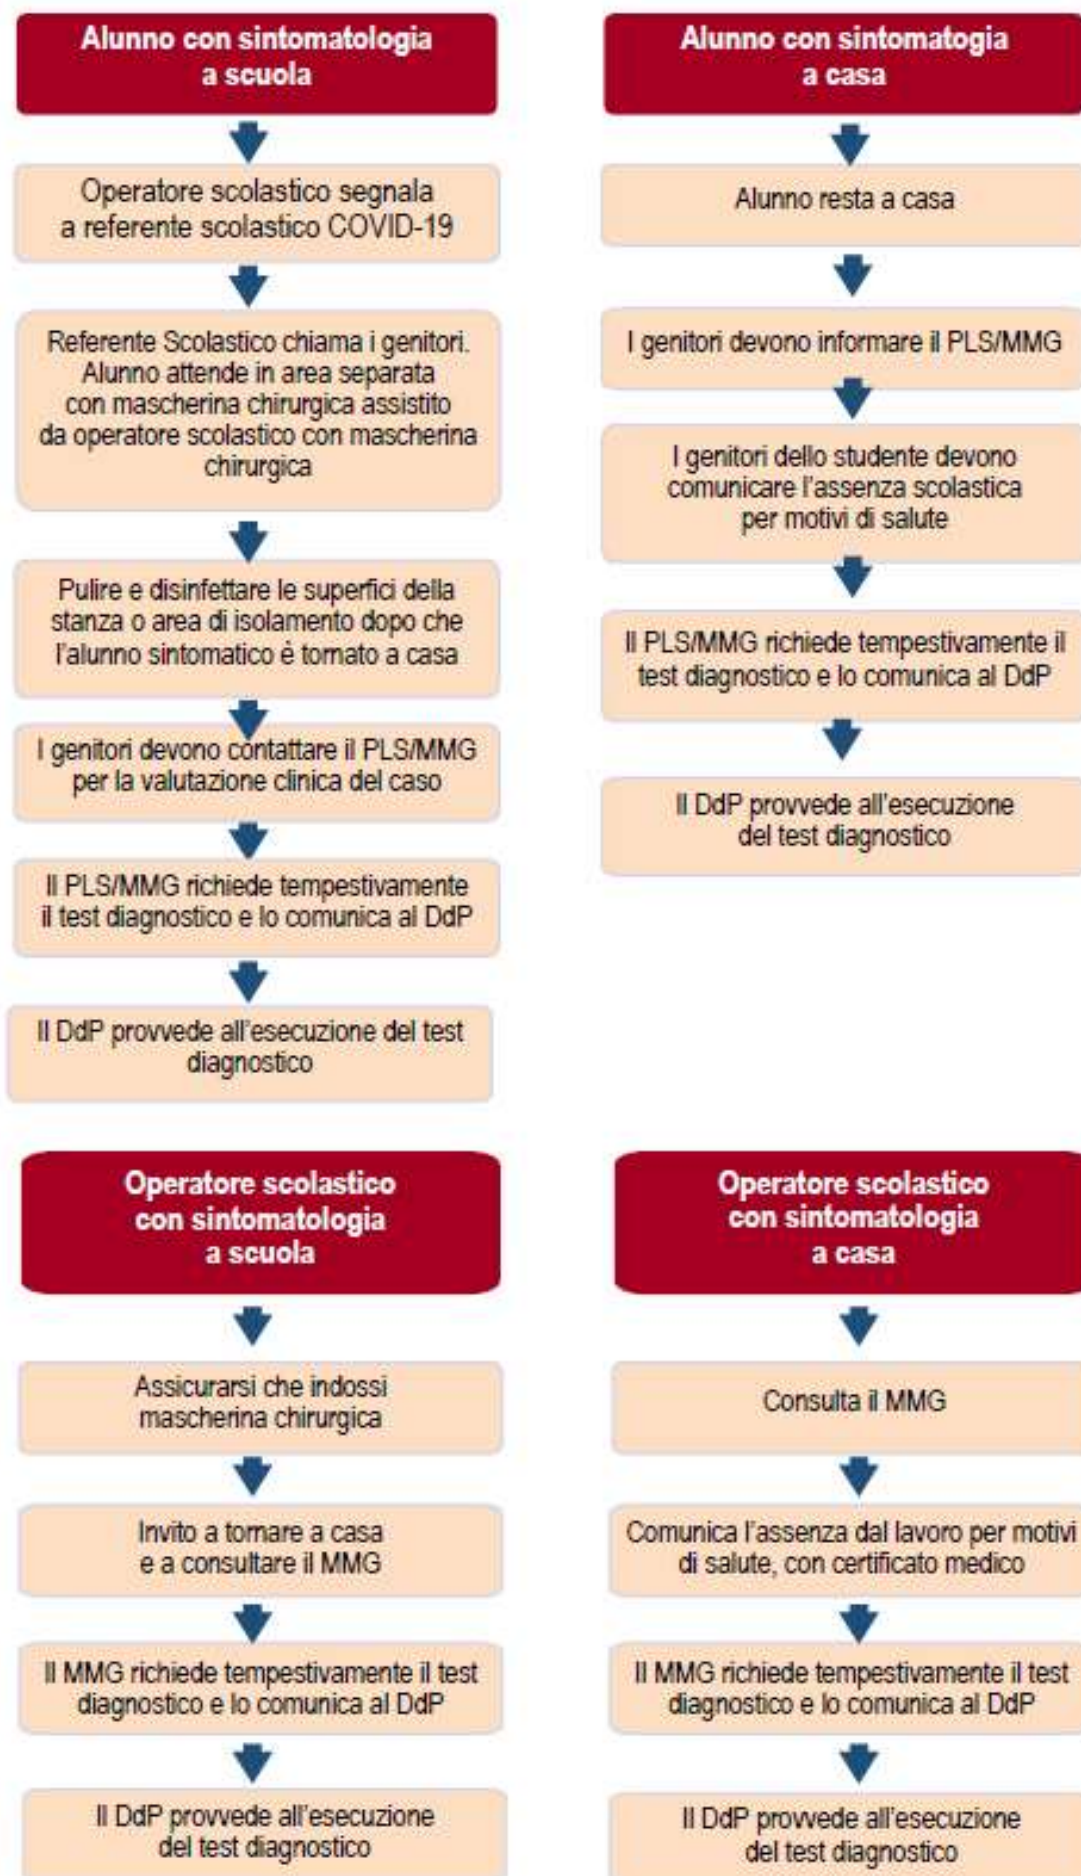 Alunno con sintomatologia
a scuola
Operatore scolastico segnala
a referente scolastico COVID-19
Referente Scolastico chiama i genitori.
Alunno attende in area separata
con mascherina chirurgica assistito
da operatore scolastico con mascherina
chirurgica
Pulire e disinfettare le superfici della
stanza o area di isolamento dopo che
l'alunno sintomatico è tornato a casa
I genitori devono contattare il PLS/MMG
per la valutazione clinica del caso
Il PLS/MMG richiede tempestivamente
il test diagnostico e lo comunica al DdP
Il DdP provvede all'esecuzione del test
diagnostico
Alunno con sintomatogia
a casa
Alunno resta a casa
I genitori devono informare il PLS/MMG
I genitori dello studente devono
comunicare l'assenza scolastica
per motivi di salute
Il PLS/MMG richiede tempestivamente il
test diagnostico e lo comunica al DdP
Il DdP provvede all'esecuzione
del test diagnostico
Operatore scolastico
con sintomatologia
a scuola
Assicurarsi che indossi
mascherina chirurgica
Invito a tornare a casa
e a consultare il MMG
Il MMG richiede tempestivamente il test
diagnostico e lo comunica al DdP
Il DdP provvede all'esecuzione
del test diagnostico
Operatore scolastico
con sintomatologia
a casa
Consulta il MMG
Comunica l'assenza dal lavoro per motivi
di salute, con certificato medico
Il MMG richiede tempestivamente il test
diagnostico e lo comunica al DdP
Il DdP provvede all'esecuzione
del test diagnostico